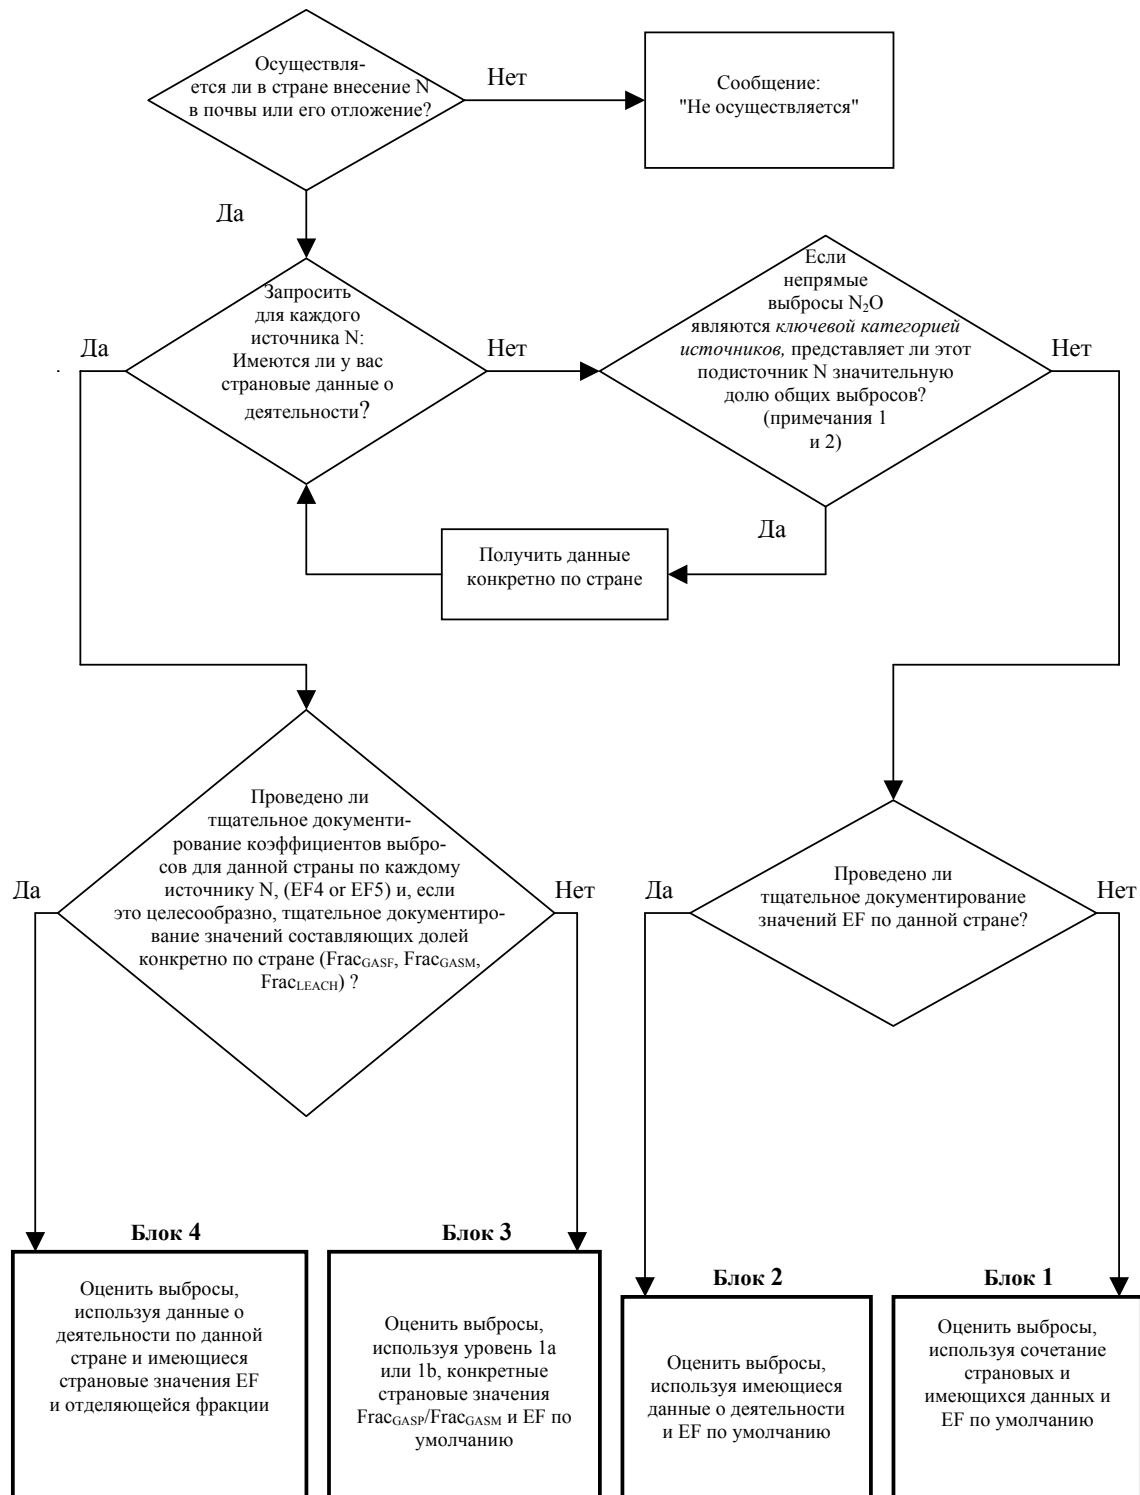 Осуществля-
ется ли в стране внесение N
в почвы или его отложение?
Нет
Сообщение:
"Не осуществляется"
Да
Запросить
для каждого
источника N:
Имеются ли у вас
страновые данные о
деятельности?
Да
Нет
Если
непрямые
выбросы N₂O
являются ключевой категорией
источников, представляет ли этот
подисточник N значительную
долю общих выбросов?
(примечания 1
и 2)
Нет
Да
Получить данные
конкретно по стране
Проведено ли
тщательное документи-
рование коэффициентов выбро-
сов для данной страны по каждому
источнику N, (EF4 or EF5) и, если
это целесообразно, тщательное документиро-
вание значений составляющих долей
конкретно по стране (FracGASF, FracGASM,
FracLEACH) ?
Да
Нет
Проведено ли
тщательное документирование
значений EF по данной стране?
Да
Нет
Блок 4
Оценить выбросы,
используя данные о
деятельности по данной
стране и имеющиеся
страновые значения EF
и отделяющейся фракции
Блок 3
Оценить выбросы,
используя уровень 1a
или 1b, конкретные
страновые значения
FracGASP/FracGASM и EF по
умолчанию
Блок 2
Оценить выбросы,
используя имеющиеся
данные о деятельности
и EF по умолчанию
Блок 1
Оценить выбросы,
используя сочетание
страновых и
имеющихся данных и
EF по умолчанию